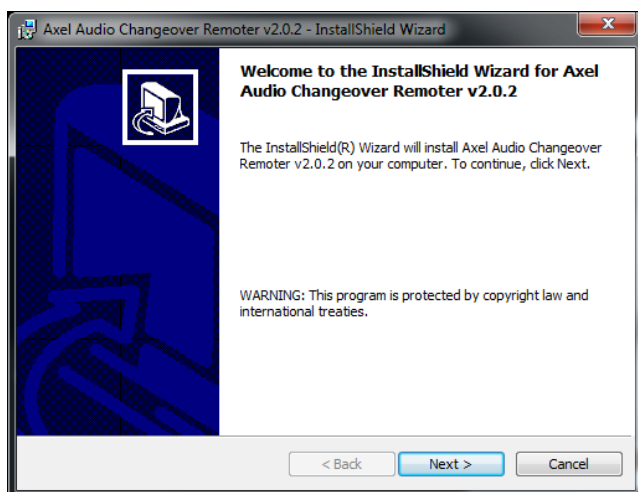 Axel Audio Changeover Remoter v2.0.2 - InstallShield Wizard
Welcome to the InstallShield Wizard for Axel
Audio Changeover Remoter v2.0.2
The InstallShield(R) Wizard will install Axel Audio Changeover
Remoter v2.0.2 on your computer. To continue, click Next.
WARNING: This program is protected by copyright law and
international treaties.
< Back Next > Cancel